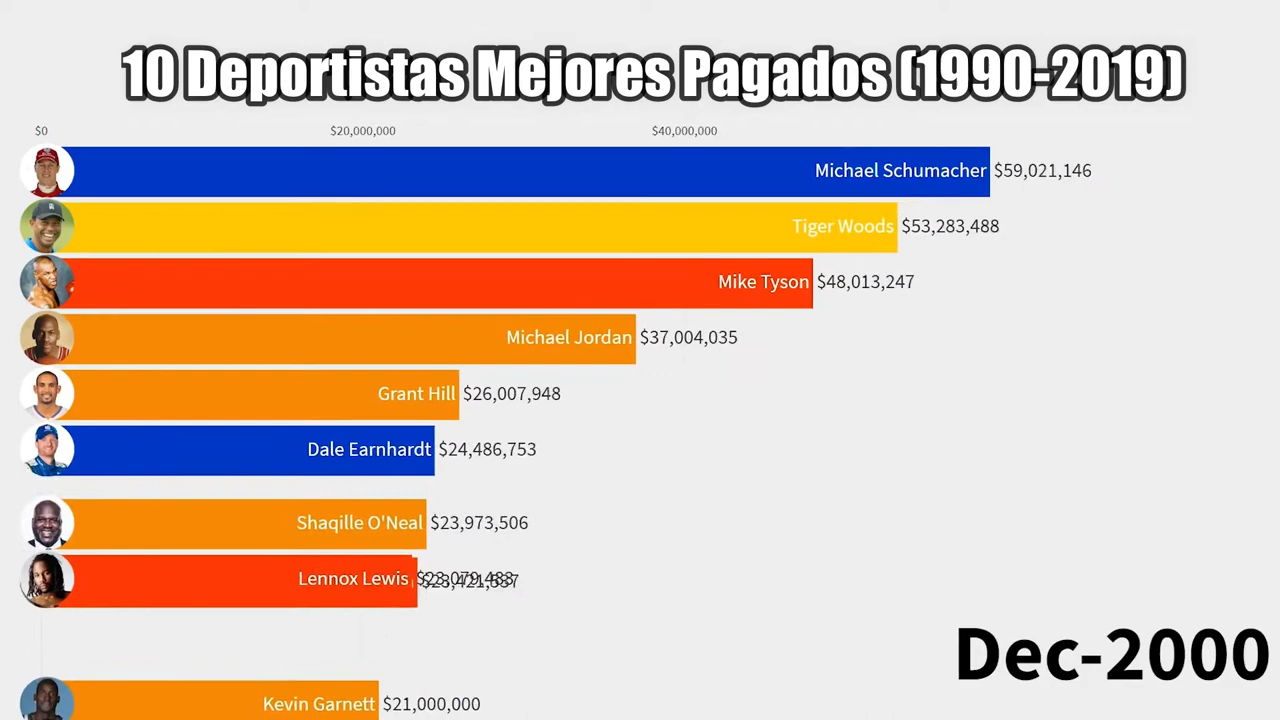 10 Deportistas Mejores Pagados (1990-2019)
$0 $20,000,000 $40,000,000
Michael Schumacher $59,021,146
Tiger Woods $53,283,488
Mike Tyson $48,013,247
Michael Jordan $37,004,035
Grant Hill $26,007,948
Dale Earnhardt $24,486,753
Shaqille O'Neal $23,973,506
Lennox Lewis
Dec-2000
Kevin Garnett $21,000,000